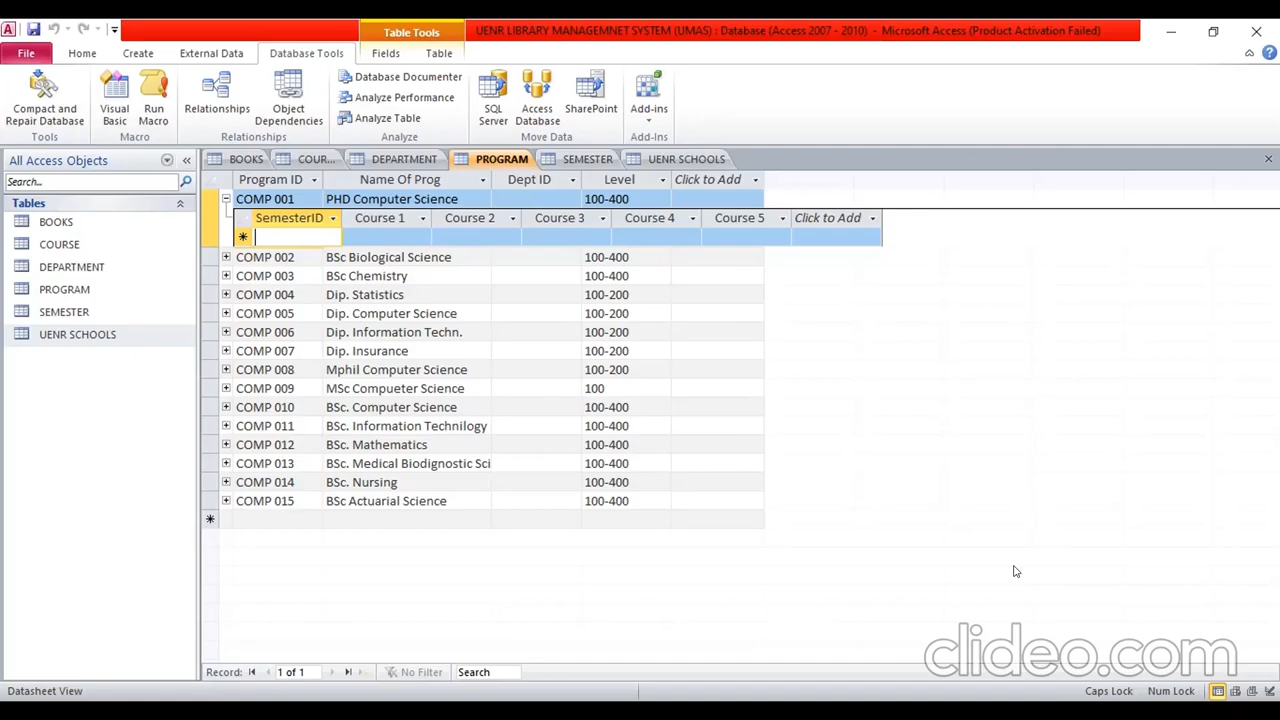 Table Tools
UENR LIBRARY MANAGEMNET SYSTEM (UMAS) : Database (Access 2007 - 2010) - Microsoft Access (Product Activation Failed)
File Home Create External Data Database Tools Fields Table
Compact and Repair Database
Visual Basic
Run Macro
Relationships
Object Dependencies
Database Documenter
Analyze Performance
Analyze Table
SQL Server
Access Database
SharePoint
Add-ins
Tools Macro Relationships Analyze Move Data Add-Ins
All Access Objects
Search...
Tables
BOOKS
COURSE
DEPARTMENT
PROGRAM
SEMESTER
UENR SCHOOLS
BOOKS COUR... DEPARTMENT PROGRAM SEMESTER UENR SCHOOLS
Program ID Name Of Prog Dept ID Level Click to Add
COMP 001 PHD Computer Science 100-400
SemesterID Course 1 Course 2 Course 3 Course 4 Course 5 Click to Add
COMP 002 BSc Biological Science 100-400
COMP 003 BSc Chemistry 100-400
COMP 004 Dip. Statistics 100-200
COMP 005 Dip. Computer Science 100-200
COMP 006 Dip. Information Techn. 100-200
COMP 007 Dip. Insurance 100-200
COMP 008 Mphil Computer Science 100-200
COMP 009 MSc Compueter Science 100
COMP 010 BSc. Computer Science 100-400
COMP 011 BSc. Information Technilogy 100-400
COMP 012 BSc. Mathematics 100-400
COMP 013 BSc. Medical Biodignostic Sci 100-400
COMP 014 BSc. Nursing 100-400
COMP 015 BSc Actuarial Science 100-400
clideo.com
Record: 1 of 1 No Filter Search
Datasheet View Caps Lock Num Lock